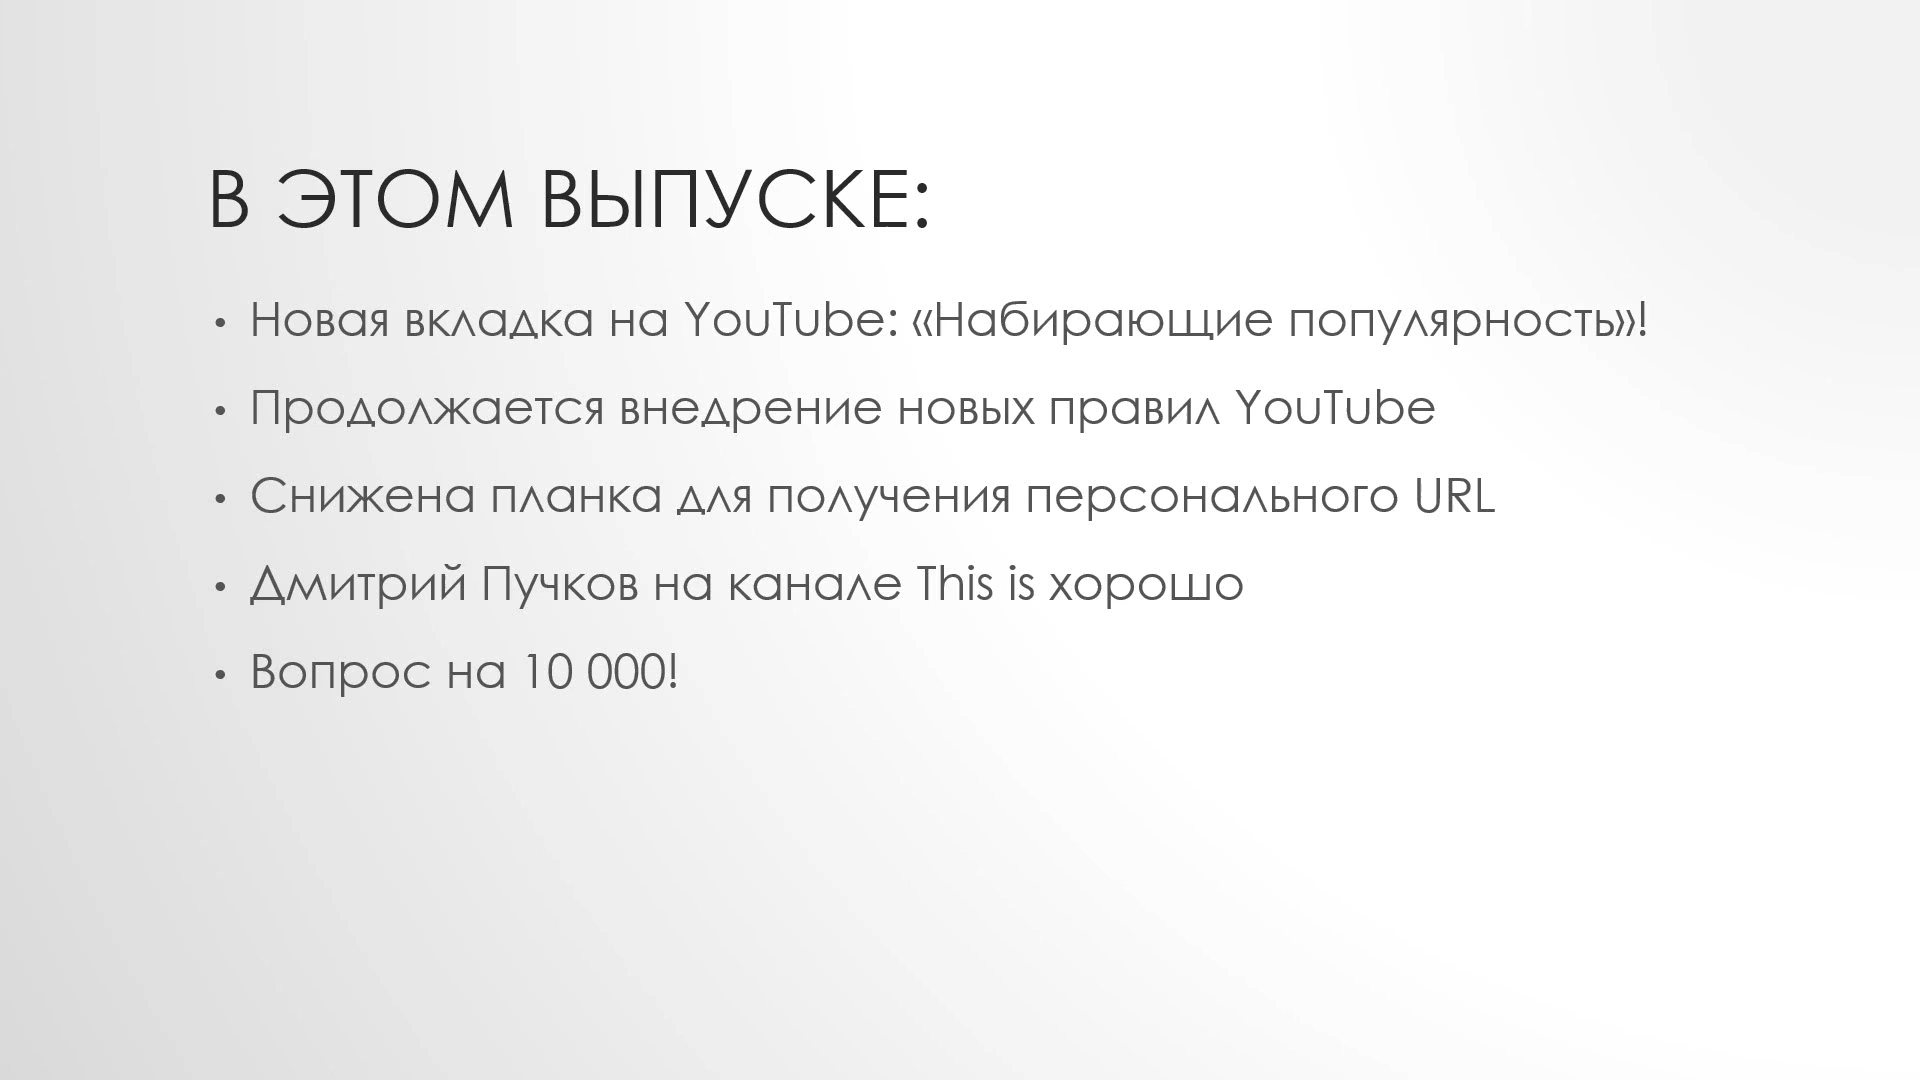 В ЭТОМ ВЫПУСКЕ:
• Новая вкладка на YouTube: «Набирающие популярность»!
• Продолжается внедрение новых правил YouTube
• Снижена планка для получения персонального URL
• Дмитрий Пучков на канале This is хорошо
• Вопрос на 10 000!